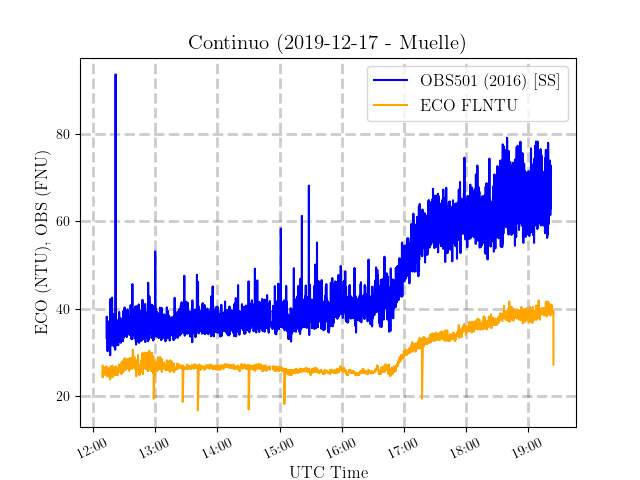 Continuo (2019-12-17 - Muelle)
OBS501 (2016) [SS]
ECO FLNTU
ECO (NTU), OBS (FNU)
80
60
40
20
12:00 13:00 14:00 15:00 16:00 17:00 18:00 19:00
UTC Time